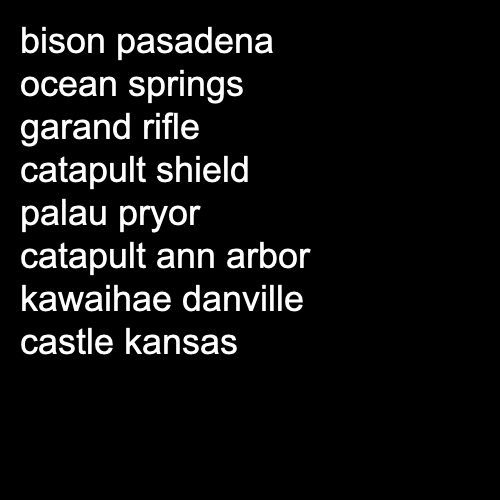 bison pasadena
ocean springs
garand rifle
catapult shield
palau pryor
catapult ann arbor
kawaihae danville
castle kansas